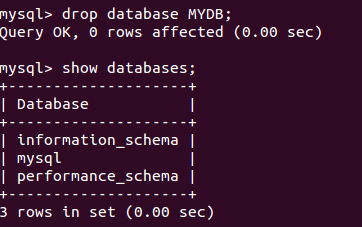 mysql> drop database MYDB;
Query OK, 0 rows affected (0.00 sec)
mysql> show databases;
+--------------------+
| Database           |
+--------------------+
| information_schema |
| mysql              |
| performance_schema |
+--------------------+
3 rows in set (0.00 sec)